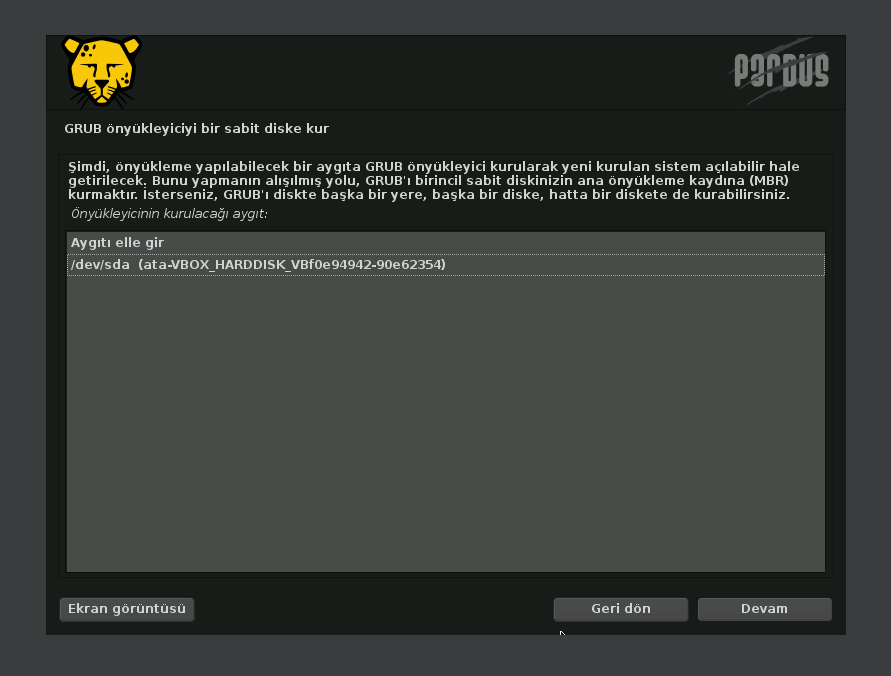 PARDUS
GRUB önyükleyiciyi bir sabit diske kur
Şimdi, önyükleme yapılabilecek bir aygıta GRUB önyükleyici kurularak yeni kurulan sistem açılabilir hale
getirilecek. Bunu yapmanın alışılmış yolu, GRUB'ı birincil sabit diskinizin ana önyükleme kaydına (MBR)
kurmaktır. İsterseniz, GRUB'ı diskte başka bir yere, başka bir diske, hatta bir diskete de kurabilirsiniz.
Önyükleyicinin kurulacağı aygıt:
Aygıtı elle gir
/dev/sda (ata-VBOX_HARDDISK_VBf0e94942-90e62354)
Ekran görüntüsü
Geri dön
Devam